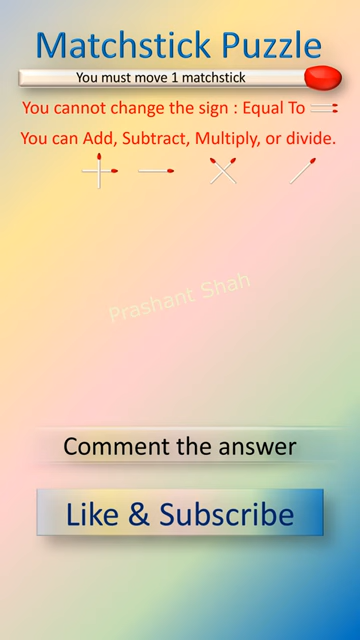 Matchstick Puzzle
You must move 1 matchstick
You cannot change the sign : Equal To =
You can Add, Subtract, Multiply, or divide.
+ - × /
Prashant Shah
Comment the answer
Like & Subscribe